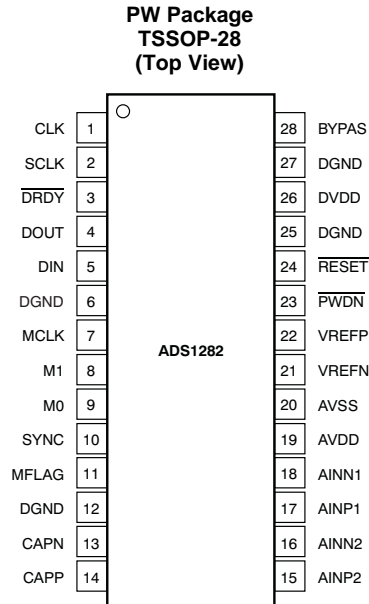 PW Package
TSSOP-28
(Top View)
CLK 1 28 BYPAS
SCLK 2 27 DGND
DRDY 3 26 DVDD
DOUT 4 25 DGND
DIN 5 24 RESET
DGND 6 23 PWDN
MCLK 7 22 VREFP
ADS1282
M1 8 21 VREFN
M0 9 20 AVSS
SYNC 10 19 AVDD
MFLAG 11 18 AINN1
DGND 12 17 AINP1
CAPN 13 16 AINN2
CAPP 14 15 AINP2